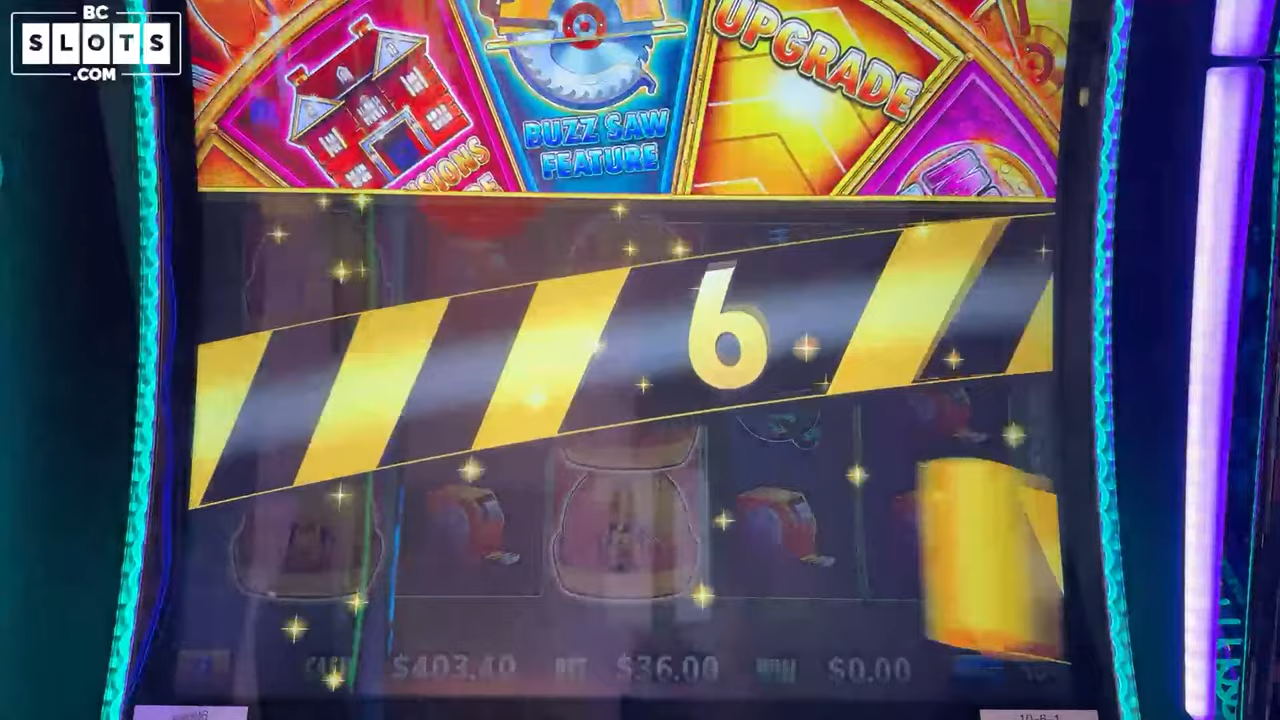 BC
SLOTS
.COM
BUZZ SAW
FEATURE
UPGRADE
6
$403.40 BET $36.00 WIN $0.00